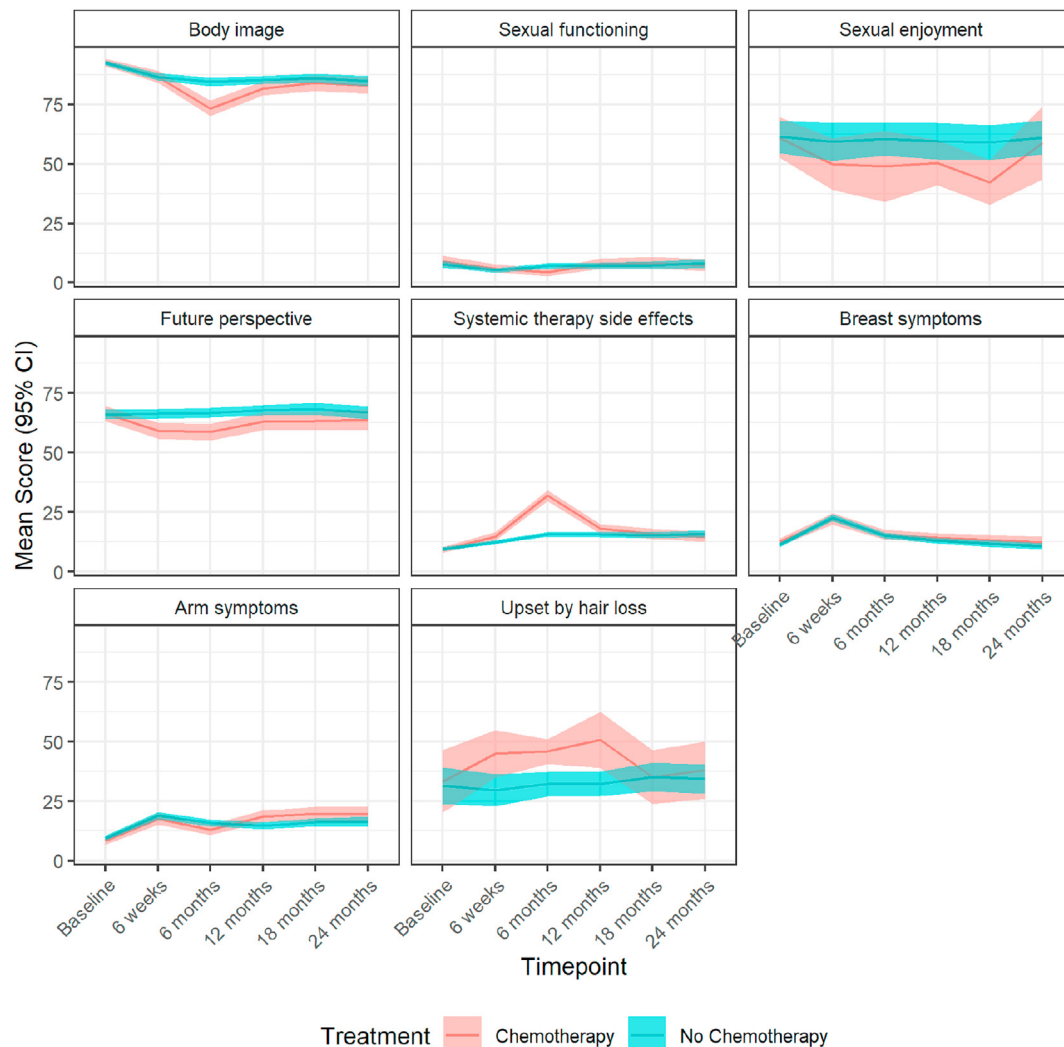 Body image
Sexual functioning
Sexual enjoyment
75
50
25
0
Future perspective
Systemic therapy side effects
Breast symptoms
75
50
25
0
Mean Score (95% CI)
Arm symptoms
Upset by hair loss
Baseline
6 weeks
6 months
12 months
18 months
24 months
75
50
25
0
Baseline
6 weeks
6 months
12 months
18 months
24 months
Baseline
6 weeks
6 months
12 months
18 months
24 months
Timepoint
Treatment Chemotherapy No Chemotherapy